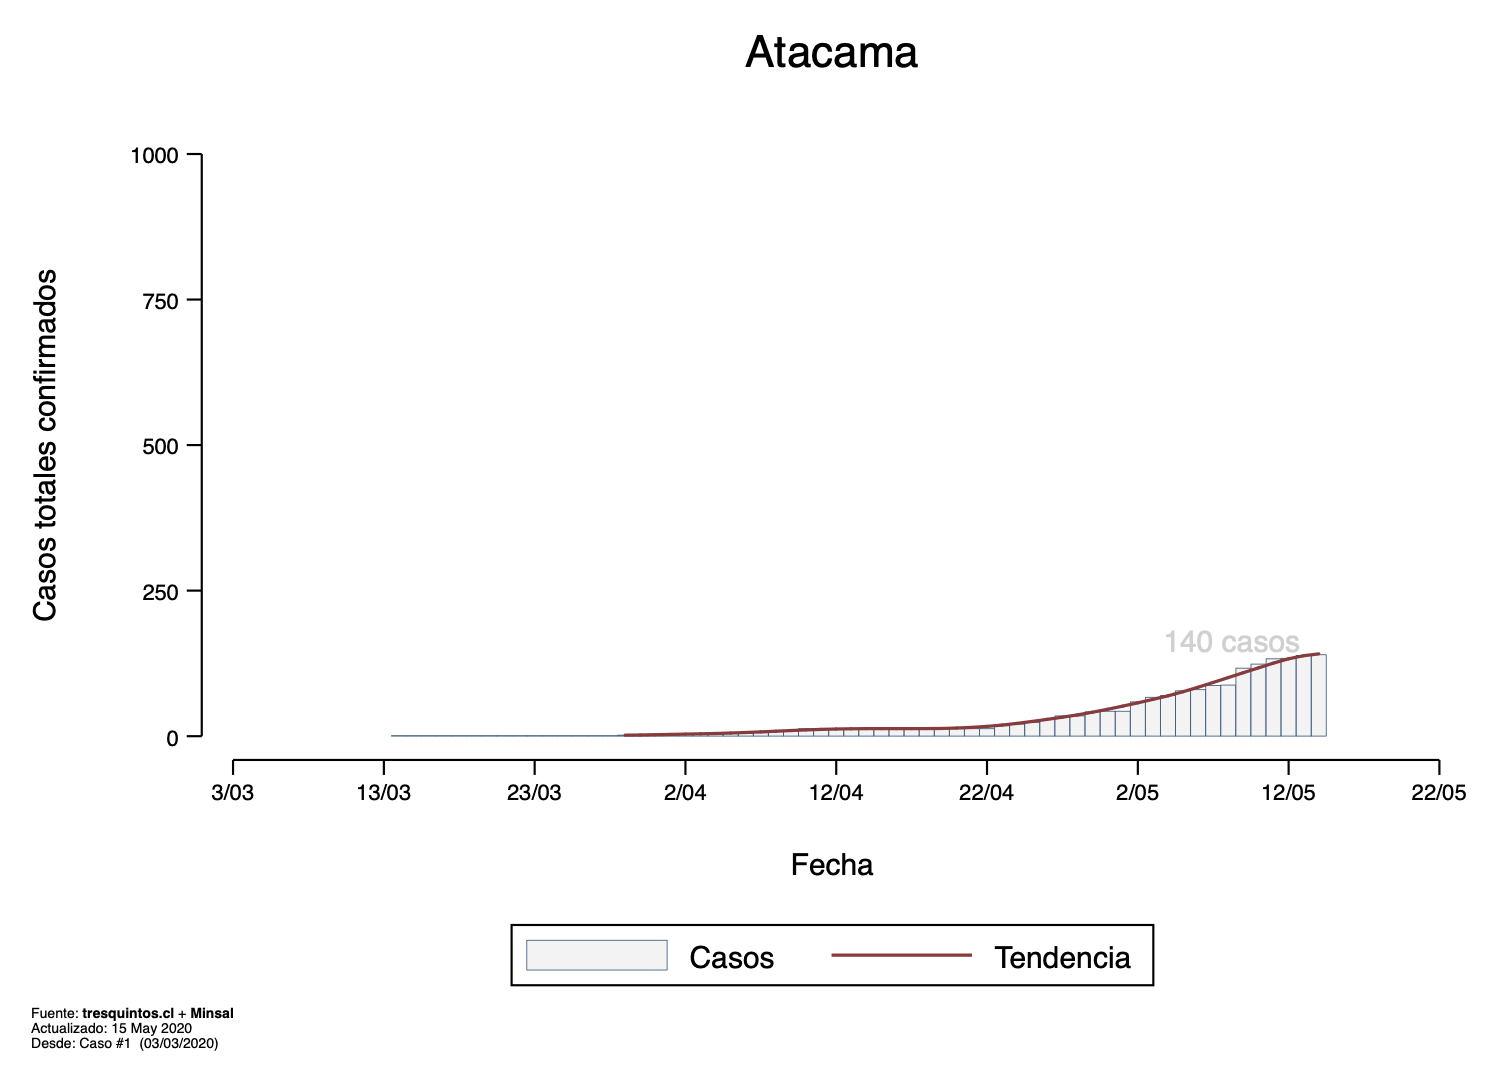 Atacama
Casos totales confirmados
1000
750
500
250
0
140 casos
3/03 13/03 23/03 2/04 12/04 22/04 2/05 12/05 22/05
Fecha
Casos Tendencia
Fuente: tresquintos.cl + Minsal
Actualizado: 15 May 2020
Desde: Caso #1 (03/03/2020)